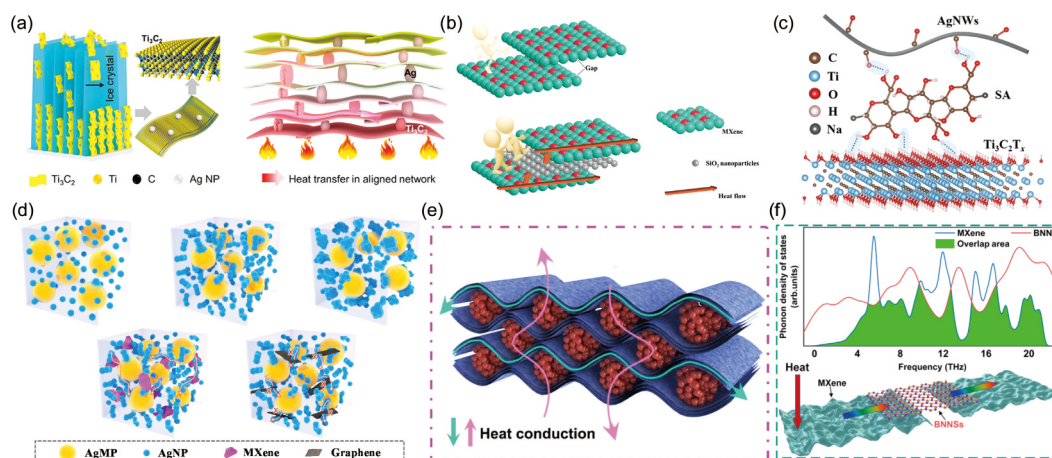 (a)
Ti₃C₂
Ice crystal
Ti₃C₂
Ti
C
Ag NP
Ag
Ti₃C₂
Heat transfer in aligned network
(b)
Gap
MXene
SiO₂ nanoparticles
Heat flow
(c)
AgNWs
C
Ti
O
H
Na
SA
Ti₃C₂Tₓ
(d)
AgMP
AgNP
MXene
Graphene
(e)
Heat conduction
(f)
MXene
BNN
Overlap area
Phonon density of states
(arb.units)
0
4
8
12
16
20
Frequency (THz)
Heat
MXene
BNNSs